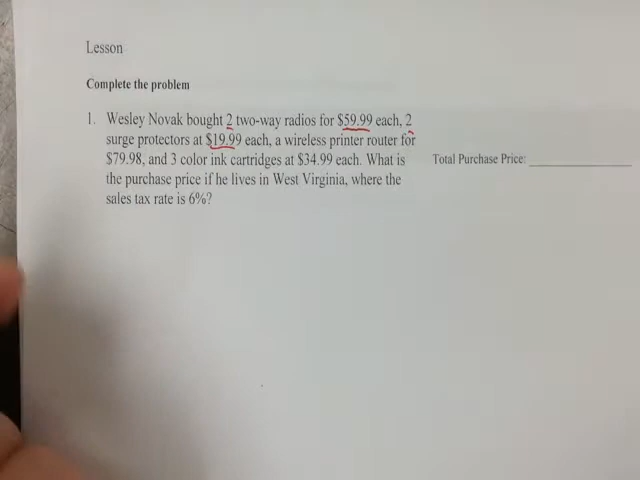 Lesson
Complete the problem
1. Wesley Novak bought 2 two-way radios for $59.99 each, 2
surge protectors at $19.99 each, a wireless printer router for
$79.98, and 3 color ink cartridges at $34.99 each. What is
the purchase price if he lives in West Virginia, where the
sales tax rate is 6%?
Total Purchase Price: ____________________